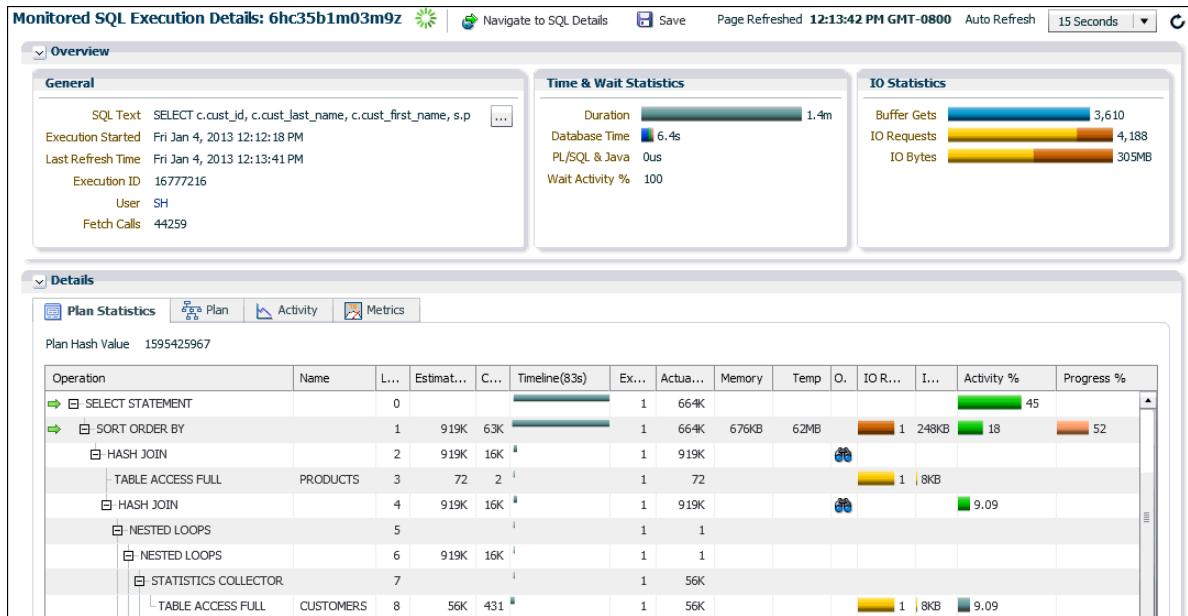 Monitored SQL Execution Details: 6hc35b1m03m9z Navigate to SQL Details Save Page Refreshed 12:13:42 PM GMT-0800 Auto Refresh 15 Seconds
Overview
General
SQL Text SELECT c.cust_id, c.cust_last_name, c.cust_first_name, s.p ...
Execution Started Fri Jan 4, 2013 12:12:18 PM
Last Refresh Time Fri Jan 4, 2013 12:13:41 PM
Execution ID 16777216
User SH
Fetch Calls 44259
Time & Wait Statistics
Duration 1.4m
Database Time 6.4s
PL/SQL & Java 0us
Wait Activity % 100
IO Statistics
Buffer Gets 3,610
IO Requests 4,188
IO Bytes 305MB
Details
Plan Statistics Plan Activity Metrics
Plan Hash Value 1595425967
Operation Name L... Estimat... C... Timeline(83s) Ex... Actua... Memory Temp O. IO R... I... Activity % Progress %
SELECT STATEMENT 0 1 664K 45
SORT ORDER BY 1 919K 63K 1 664K 676KB 62MB 1 248KB 18 52
HASH JOIN 2 919K 16K 1 919K
TABLE ACCESS FULL PRODUCTS 3 72 2 1 72 1 8KB
HASH JOIN 4 919K 16K 1 919K 9.09
NESTED LOOPS 5 1 1
NESTED LOOPS 6 919K 16K 1 1
STATISTICS COLLECTOR 7 1 56K
TABLE ACCESS FULL CUSTOMERS 8 56K 431 1 56K 1 8KB 9.09